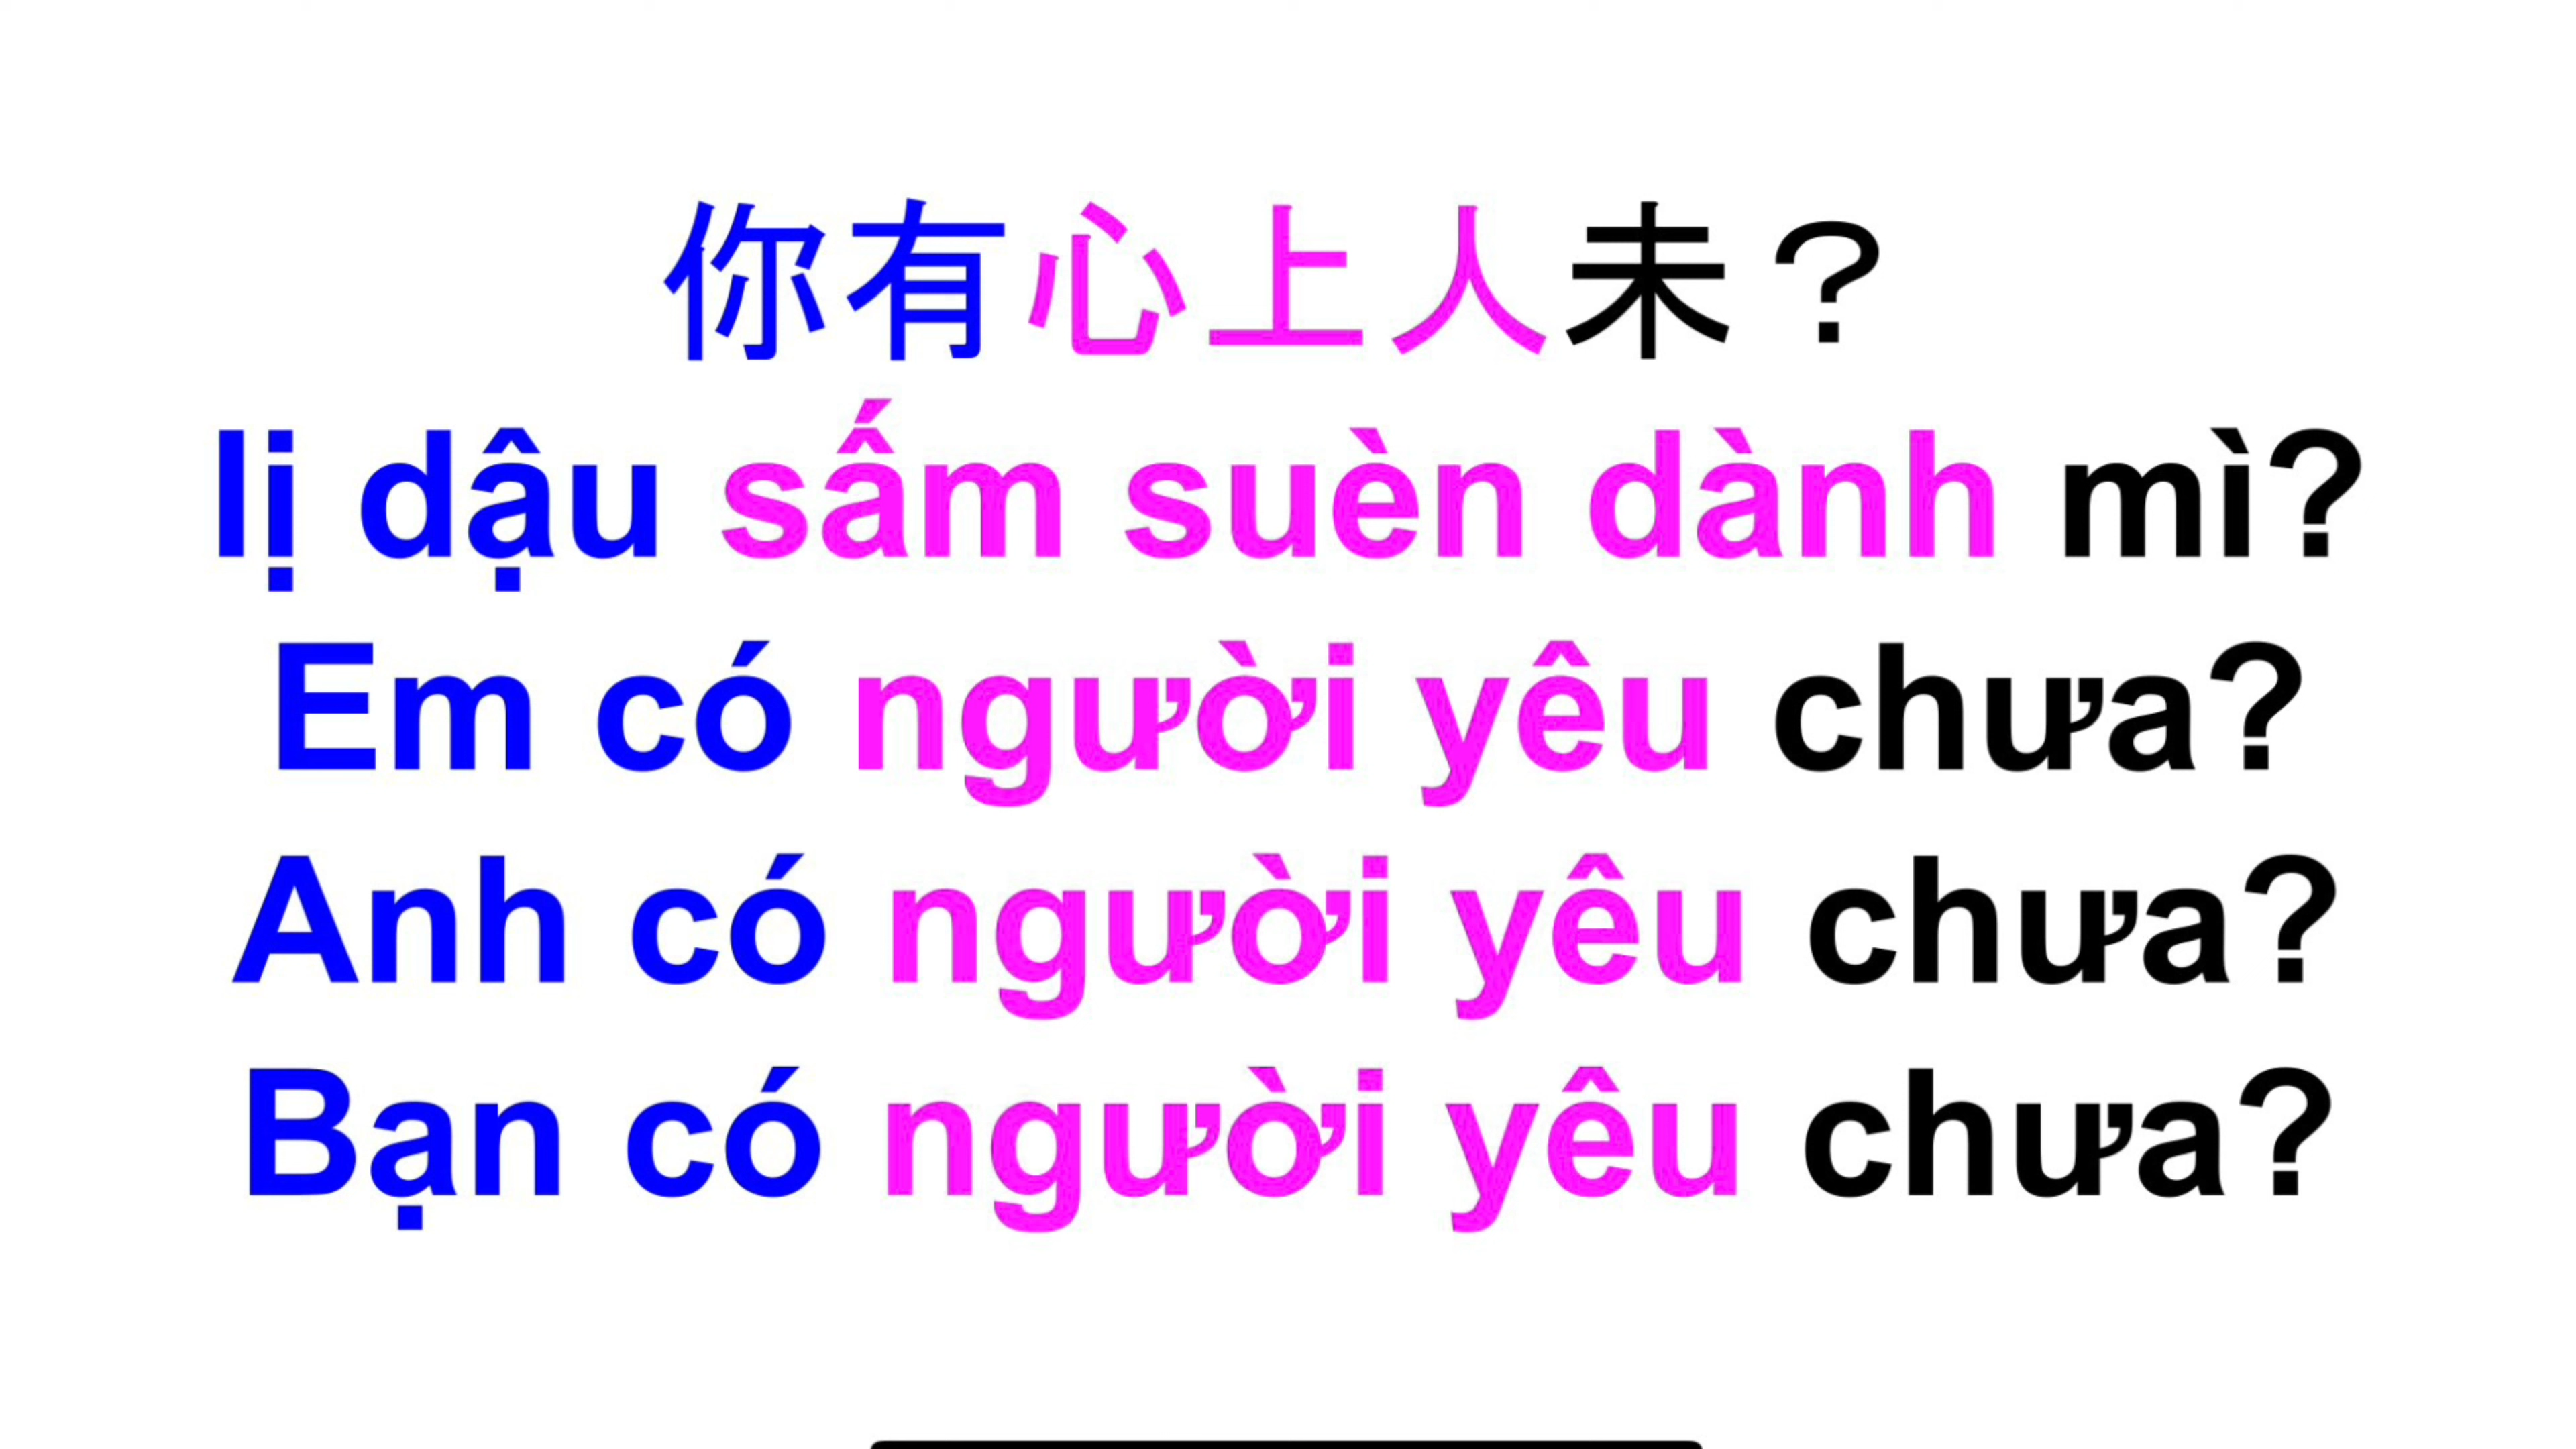 你有心上人未？
lị dậu sấm suèn dành mì?
Em có người yêu chưa?
Anh có người yêu chưa?
Bạn có người yêu chưa?